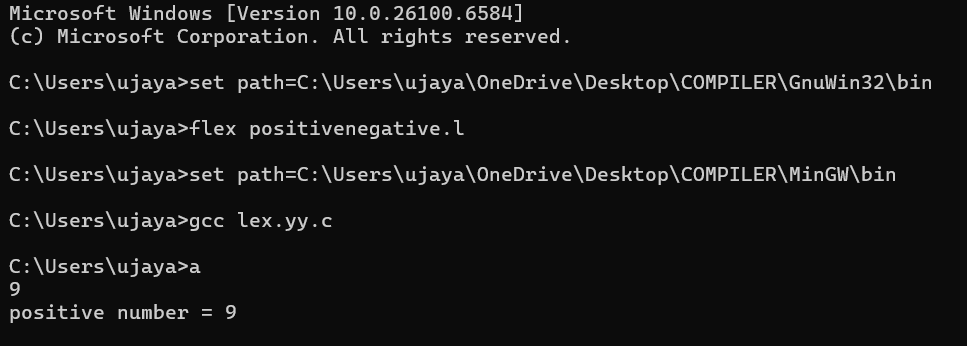 Microsoft Windows [Version 10.0.26100.6584]
(c) Microsoft Corporation. All rights reserved.
C:\Users\ujaya>set path=C:\Users\ujaya\OneDrive\Desktop\COMPILER\GnuWin32\bin
C:\Users\ujaya>flex positivenegative.l
C:\Users\ujaya>set path=C:\Users\ujaya\OneDrive\Desktop\COMPILER\MinGW\bin
C:\Users\ujaya>gcc lex.yy.c
C:\Users\ujaya>a
9
positive number = 9